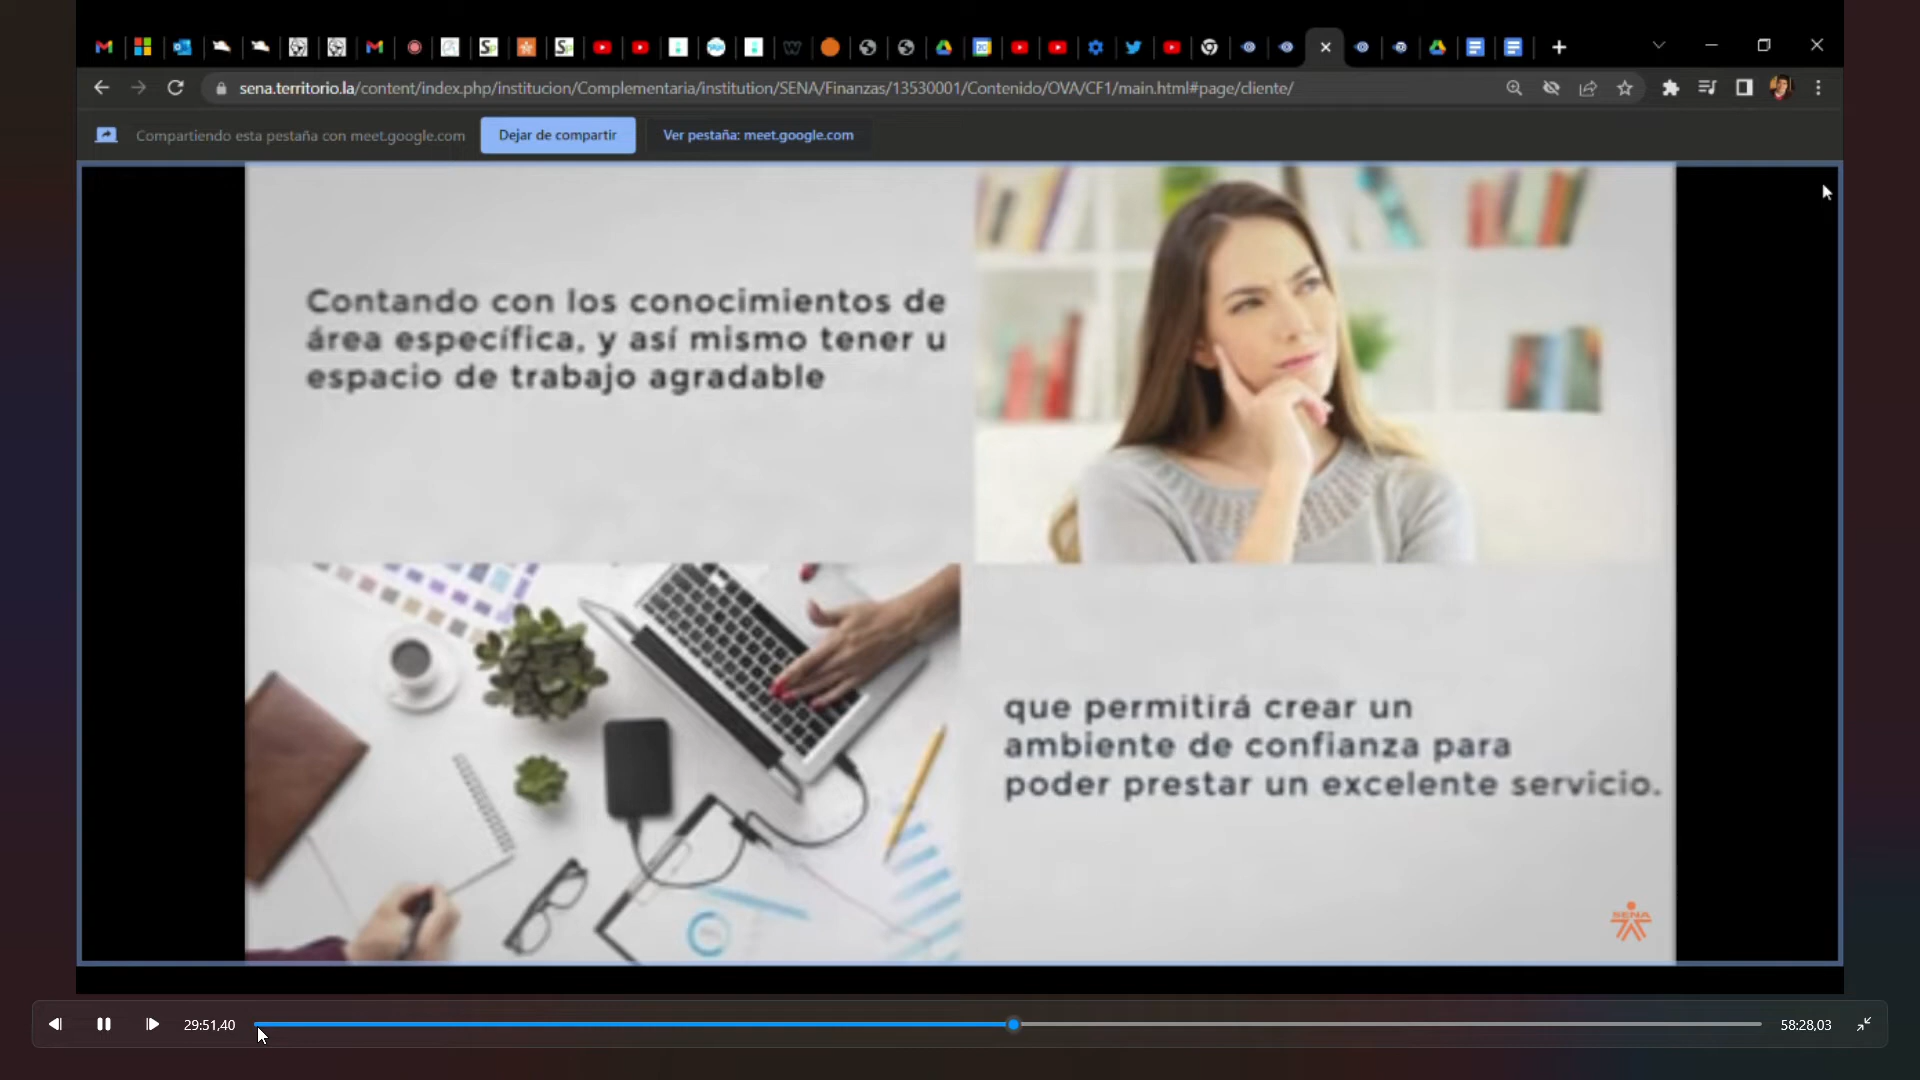 sena.territorio.la/content/index.php/institucion/Complementaria/institution/SENA/Finanzas/13530001/Contenido/OVA/CF1/main.html#page/cliente/
Compartiendo esta pestaña con meet.google.com
Dejar de compartir
Ver pestaña: meet.google.com
Contando con los conocimientos de
área específica, y así mismo tener u
espacio de trabajo agradable
que permitirá crear un
ambiente de confianza para
poder prestar un excelente servicio.
SENA
29:51,40
58:28,03